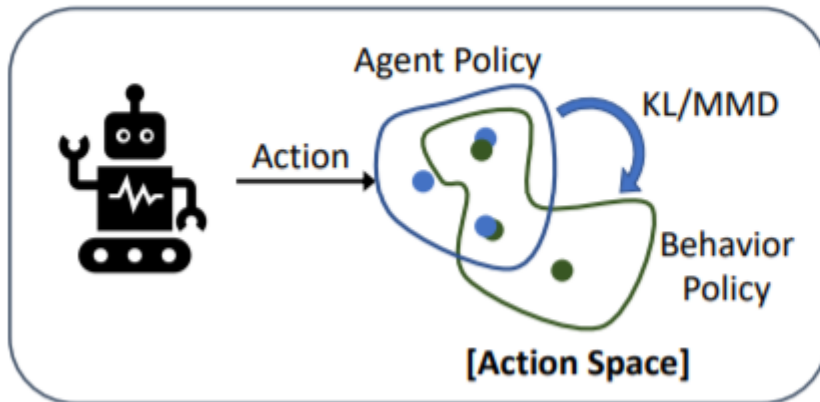 Agent Policy
KL/MMD
Action
Behavior
Policy
[Action Space]